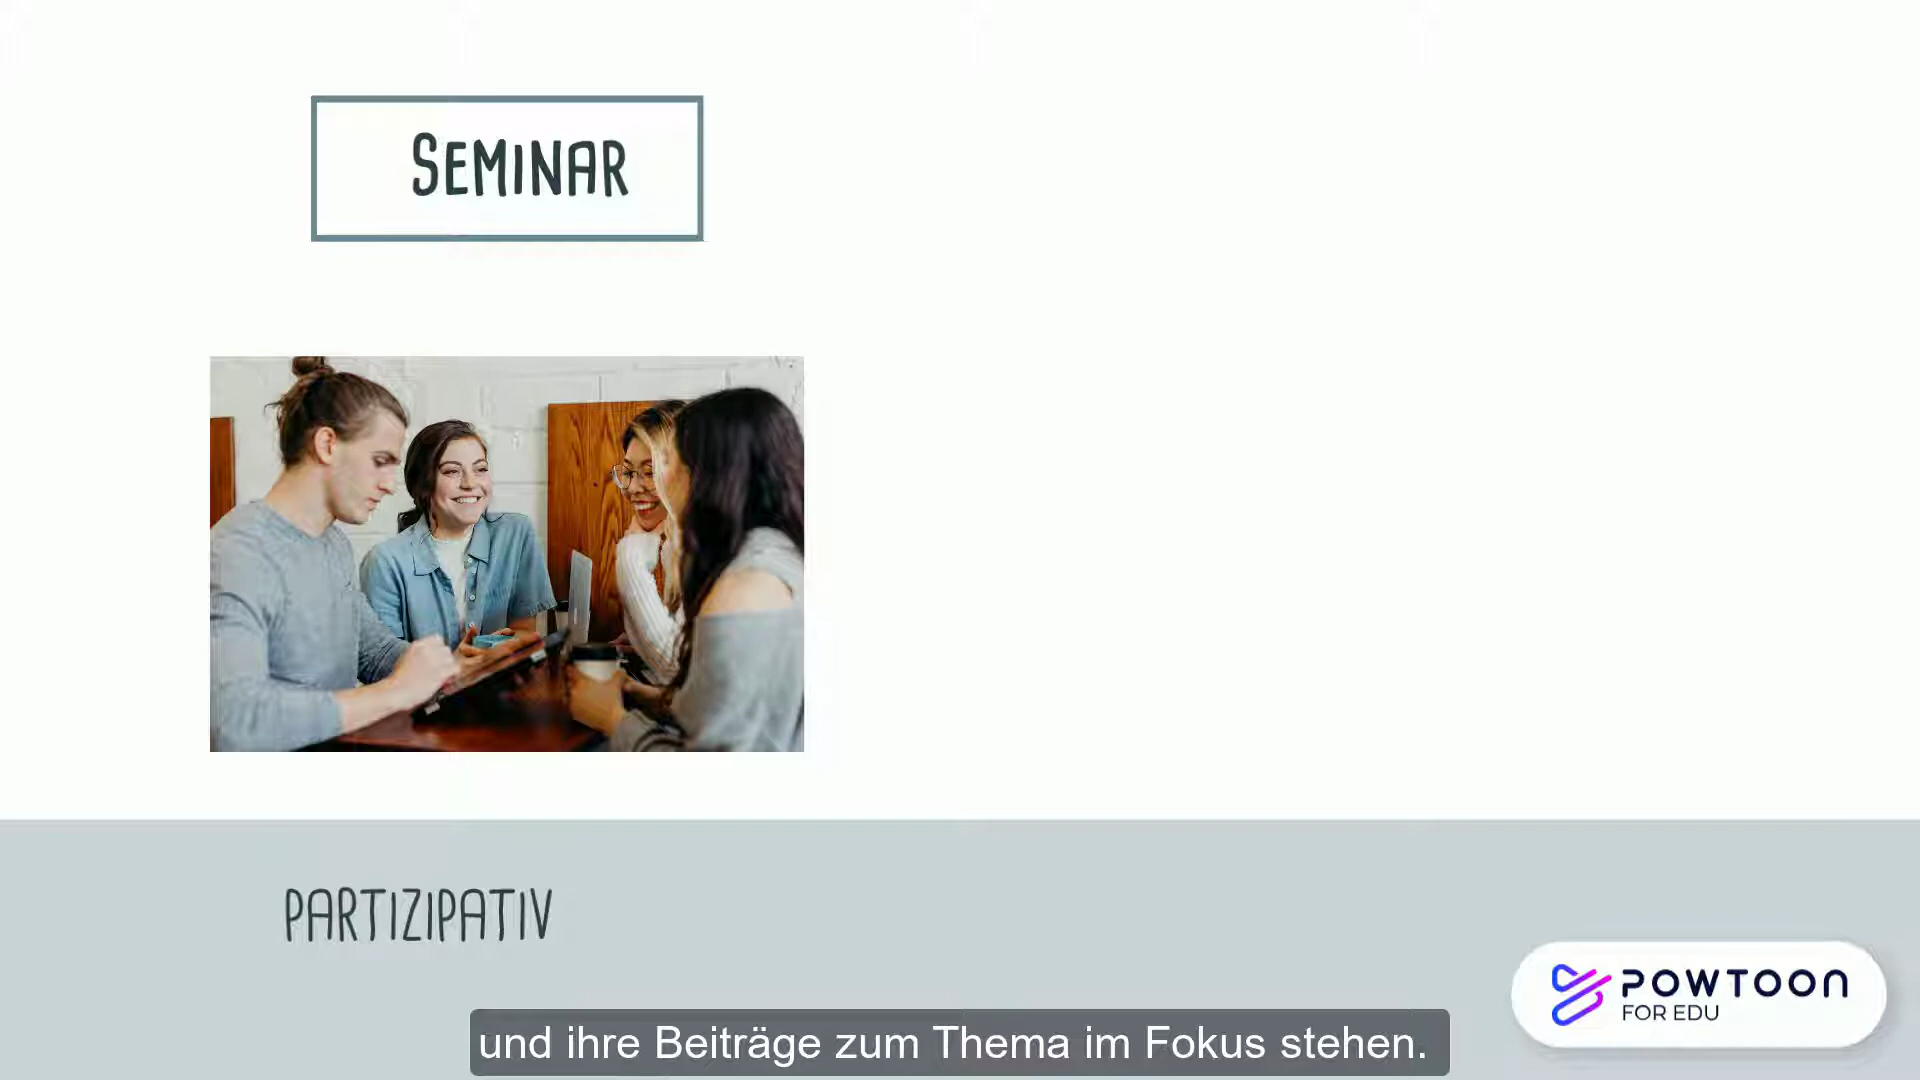 SEMINAR
PARTIZIPATIV
POWTOON
FOR EDU
und ihre Beiträge zum Thema im Fokus stehen.